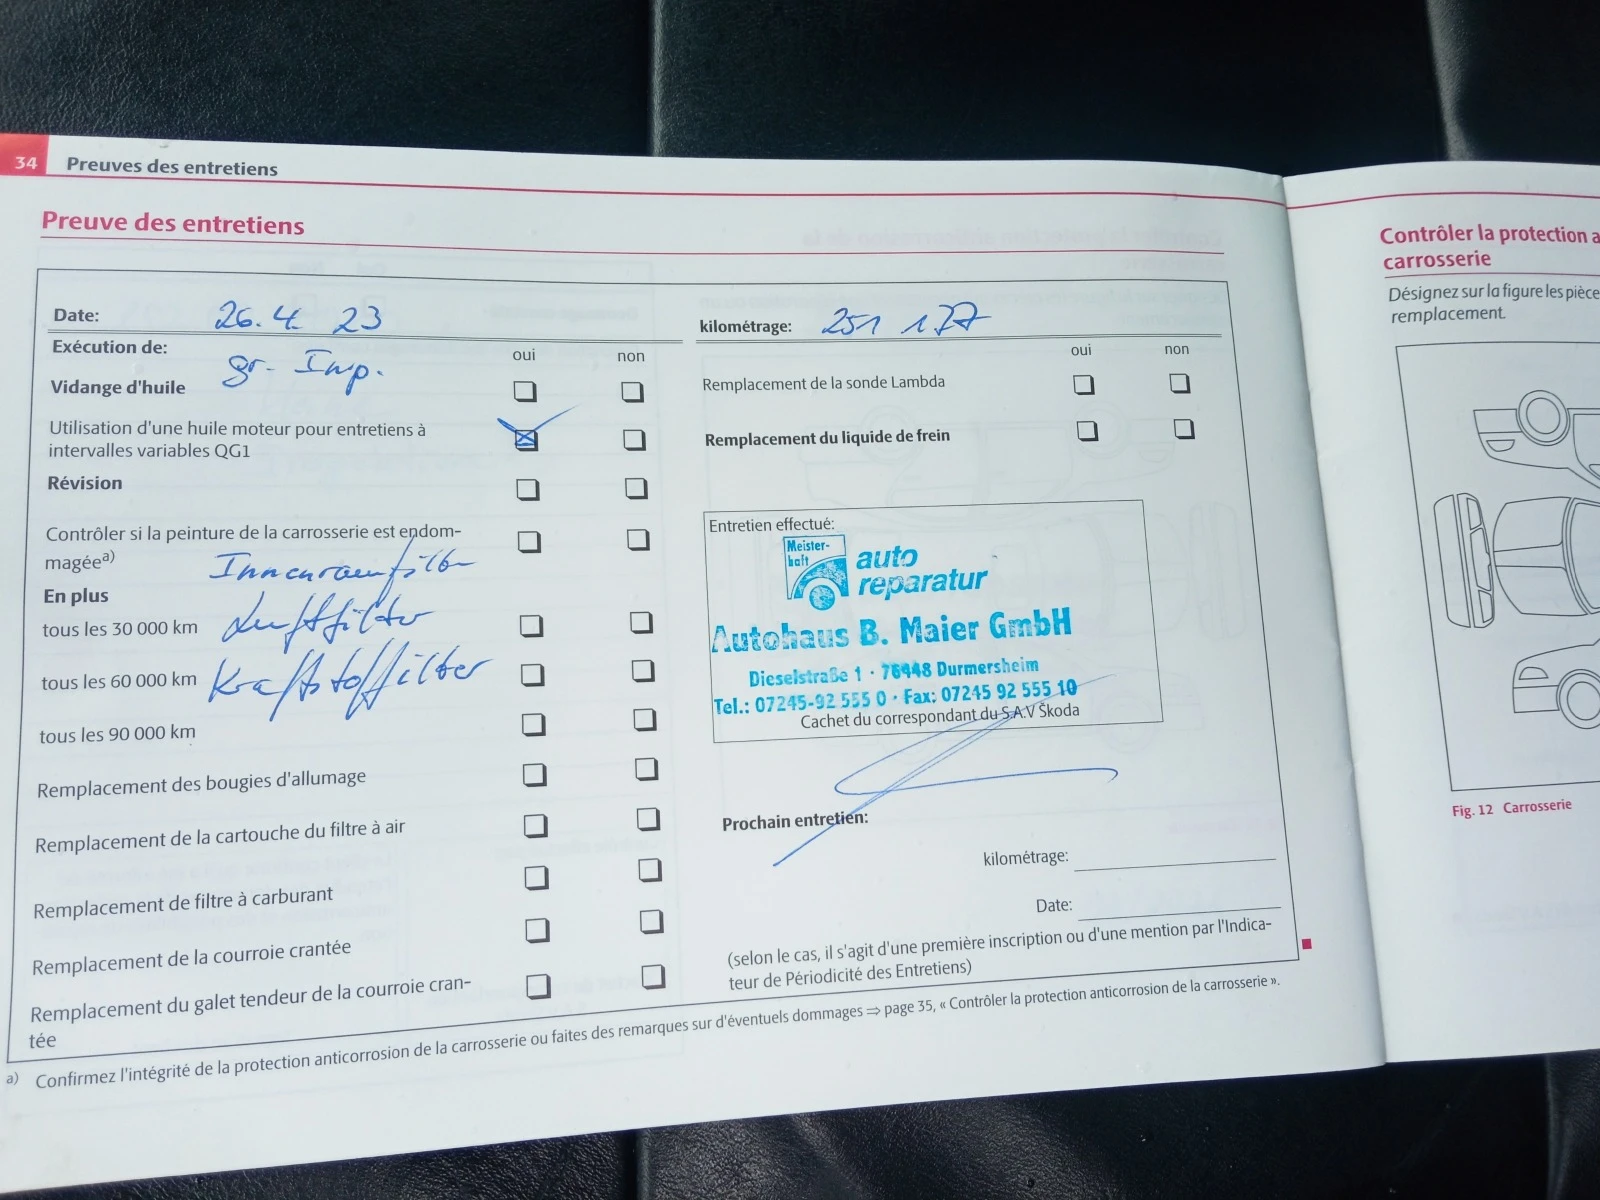 34 Preuves des entretiens
Preuve des entretiens
Date: 26. 4. 23
Exécution de: gr. Insp.
oui non
Vidange d'huile
Utilisation d'une huile moteur pour entretiens à
intervalles variables QG1
Révision
Contrôler si la peinture de la carrosserie est endom-
magéea) Innenraumfilter
En plus
tous les 30 000 km Luftfilter
tous les 60 000 km Kraftstoffilter
tous les 90 000 km
Remplacement des bougies d'allumage
Remplacement de la cartouche du filtre à air
Remplacement de filtre à carburant
Remplacement de la courroie crantée
Remplacement du galet tendeur de la courroie cran-
tée
kilométrage: 251 177
oui non
Remplacement de la sonde Lambda
Remplacement du liquide de frein
Entretien effectué:
Meister-
haft
auto
reparatur
Autohaus B. Maier GmbH
Dieselstraße 1 · 76448 Durmersheim
Tel.: 07245-92 555 0 · Fax: 07245 92 555 10
Cachet du correspondant du S.A.V Škoda
Prochain entretien:
kilométrage:
Date:
(selon le cas, il s'agit d'une première inscription ou d'une mention par l'Indica-
teur de Périodicité des Entretiens)
a) Confirmez l'intégrité de la protection anticorrosion de la carrosserie ou faites des remarques sur d'éventuels dommages ⇒ page 35, « Contrôler la protection anticorrosion de la carrosserie ».
Contrôler la protection a
carrosserie
Désignez sur la figure les pièce
remplacement.
Fig. 12 Carrosserie